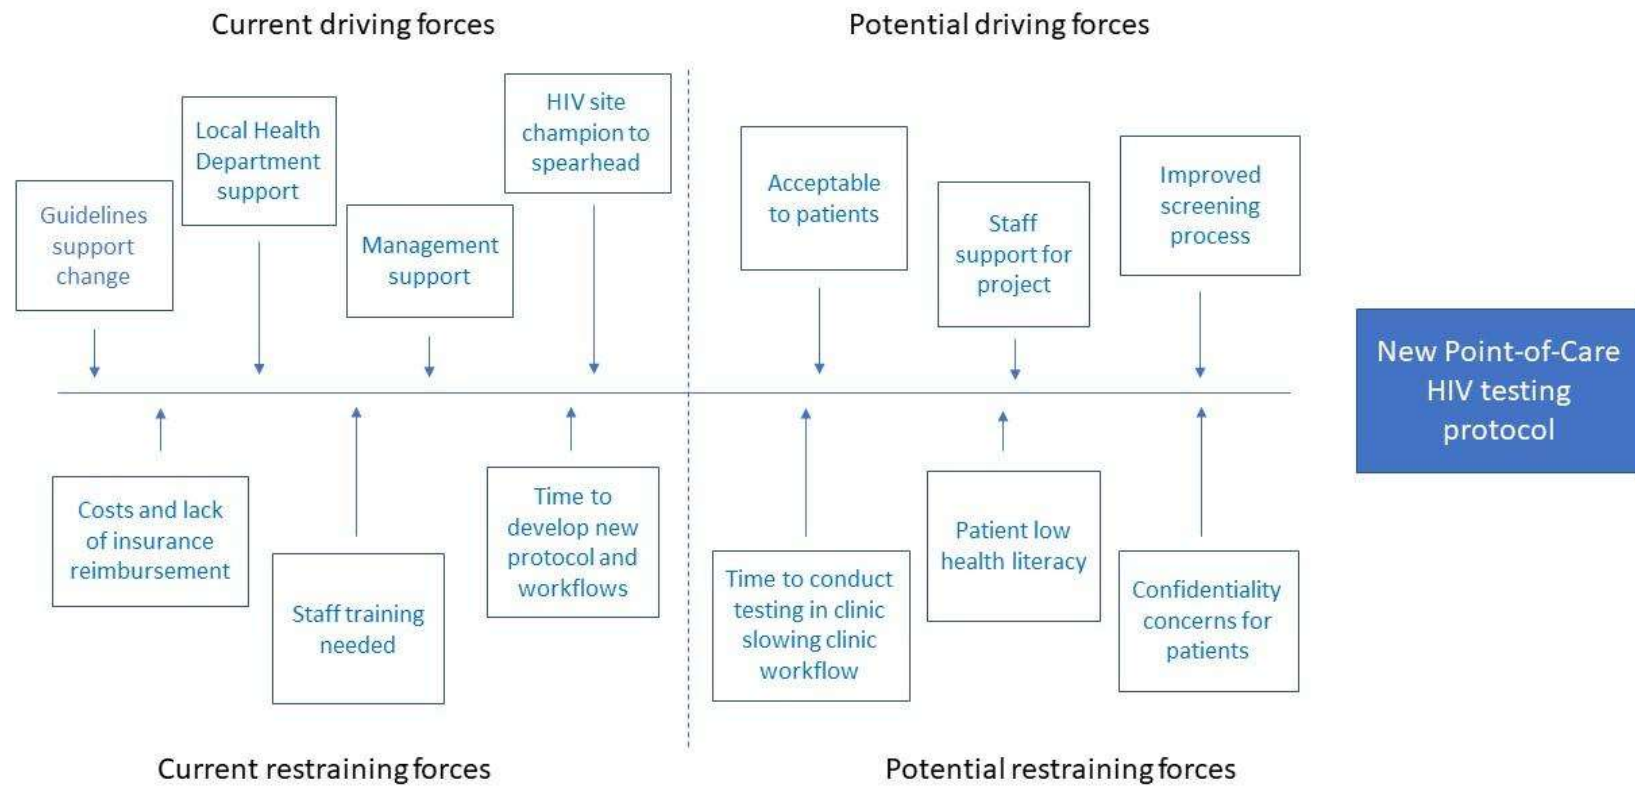 Current driving forces
Potential driving forces
Guidelines
support
change
Local Health
Department
support
Management
support
HIV site
champion to
spearhead
Acceptable
to patients
Staff
support for
project
Improved
screening
process
New Point-of-Care
HIV testing
protocol
Costs and lack
of insurance
reimbursement
Staff training
needed
Time to
develop new
protocol and
workflows
Time to conduct
testing in clinic
slowing clinic
workflow
Patient low
health literacy
Confidentiality
concerns for
patients
Current restraining forces
Potential restraining forces